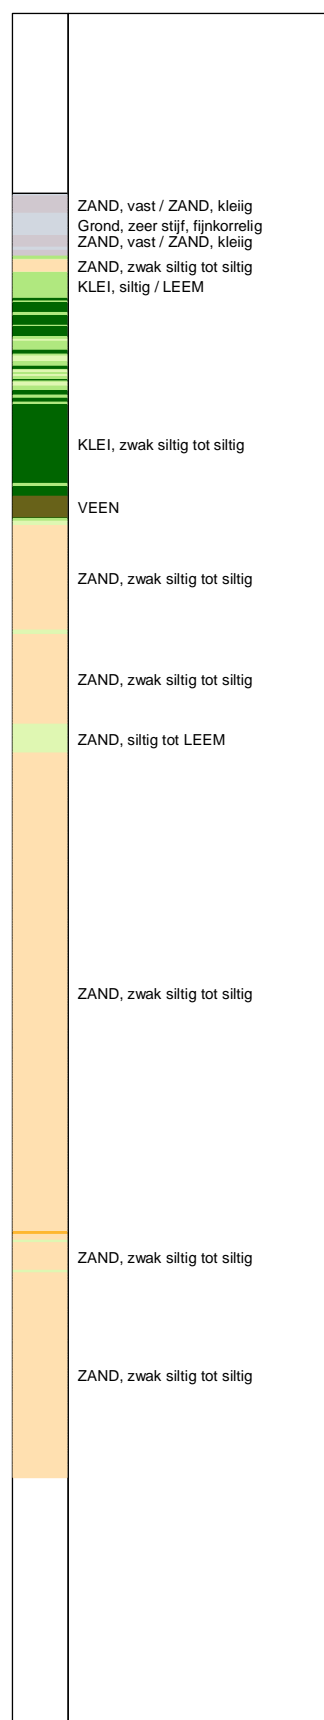 ZAND, vast / ZAND, kleiig
Grond, zeer stijf, fijnkorrelig
ZAND, vast / ZAND, kleiig
ZAND, zwak siltig tot siltig
KLEI, siltig / LEEM
KLEI, zwak siltig tot siltig
VEEN
ZAND, zwak siltig tot siltig
ZAND, zwak siltig tot siltig
ZAND, siltig tot LEEM
ZAND, zwak siltig tot siltig
ZAND, zwak siltig tot siltig
ZAND, zwak siltig tot siltig